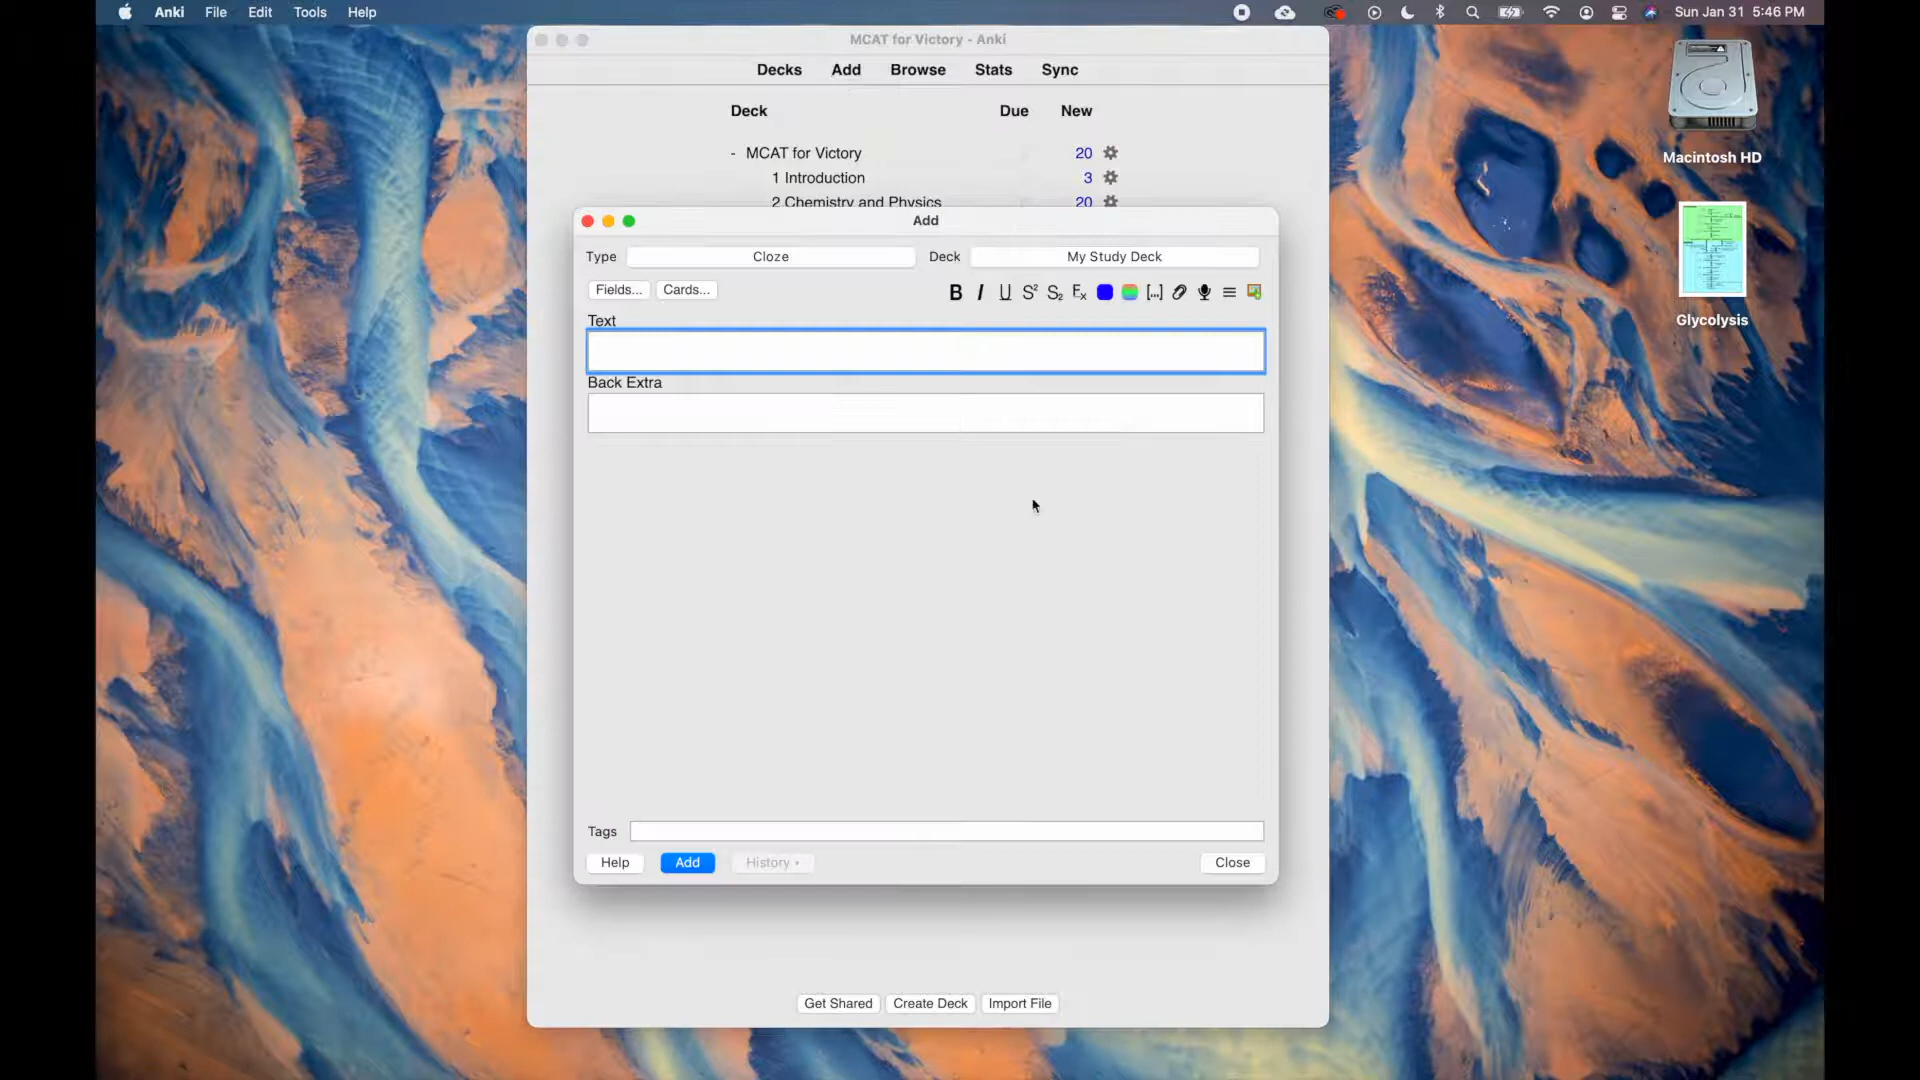 Anki File Edit Tools Help
Sun Jan 31 5:46 PM
MCAT for Victory - Anki
Decks Add Browse Stats Sync
Deck Due New
- MCAT for Victory 20
1 Introduction 3
2 Chemistry and Physics 20
Add
Type Cloze Deck My Study Deck
Fields... Cards...
B I U S² S₂ Ex [...]
Text
Back Extra
Tags
Help Add History Close
Get Shared Create Deck Import File
Macintosh HD
Glycolysis